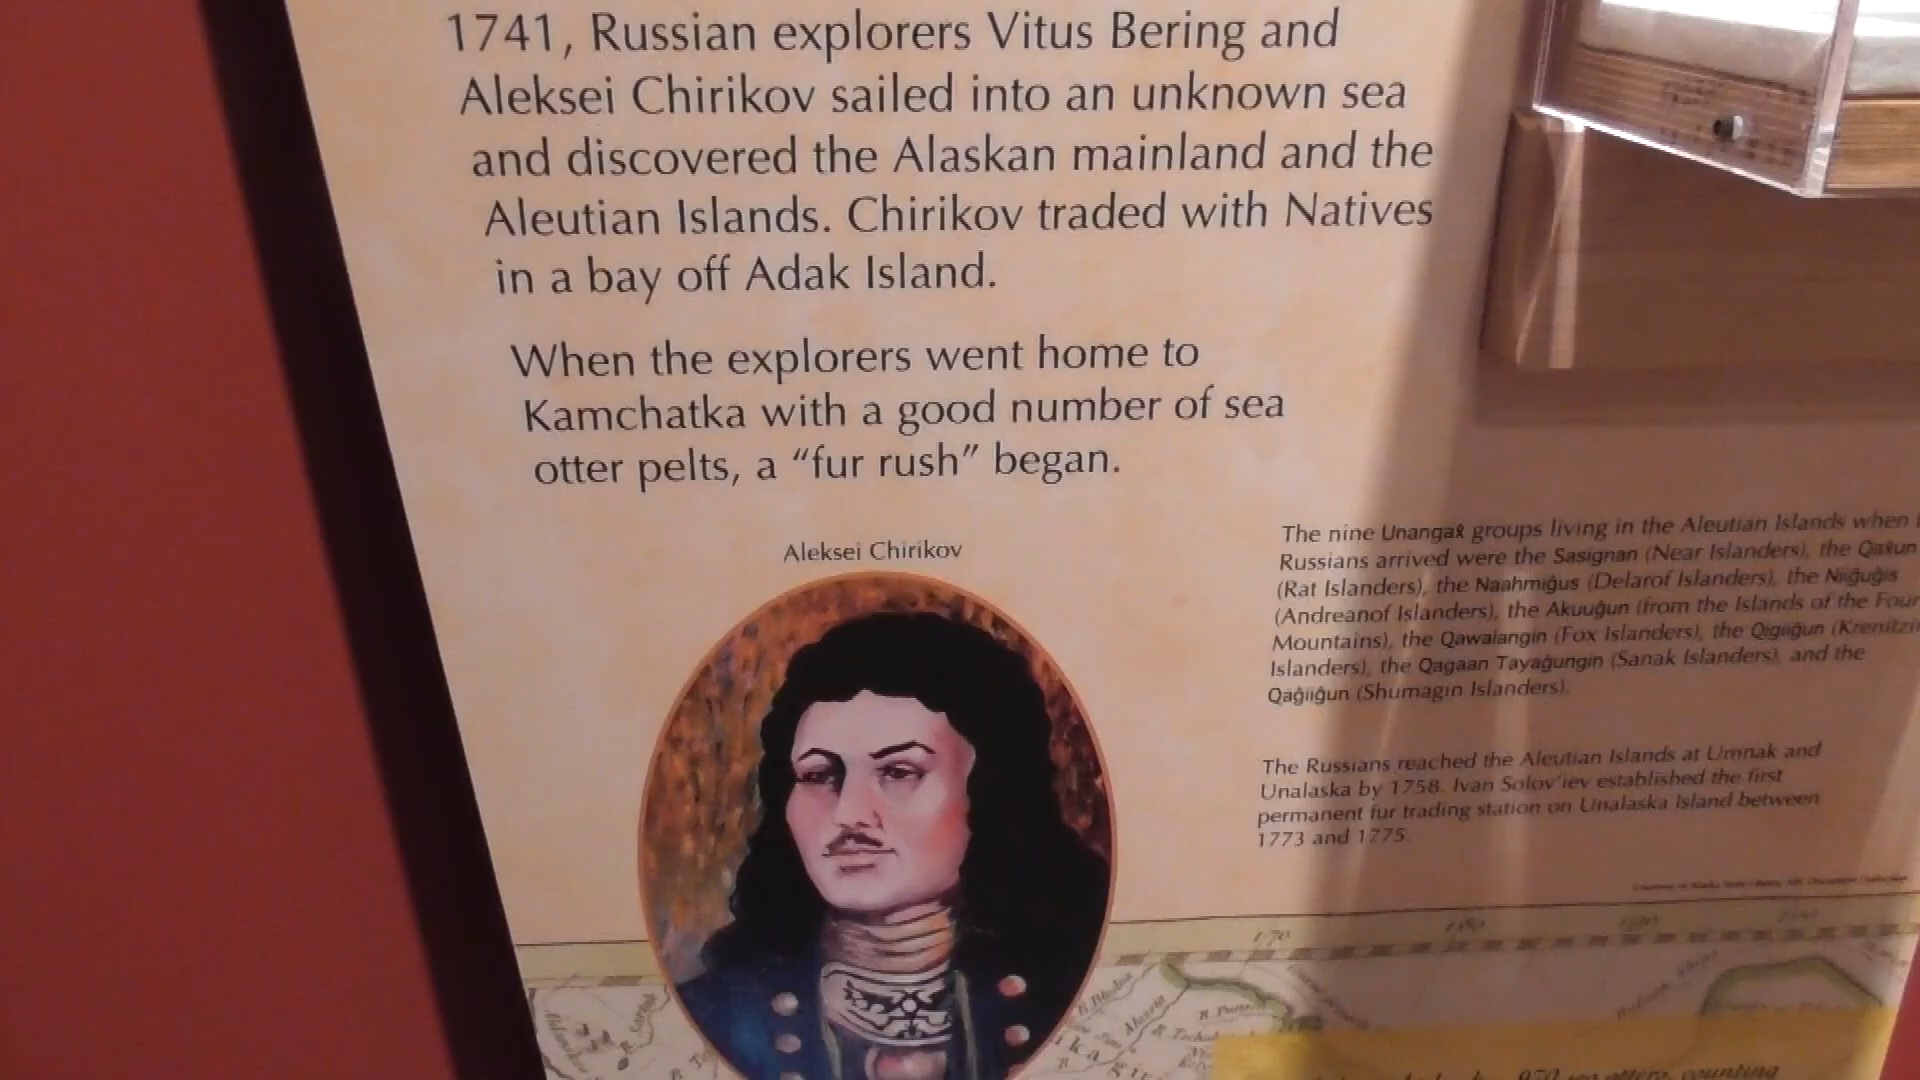 1741, Russian explorers Vitus Bering and
Aleksei Chirikov sailed into an unknown sea
and discovered the Alaskan mainland and the
Aleutian Islands. Chirikov traded with Natives
in a bay off Adak Island.
When the explorers went home to
Kamchatka with a good number of sea
otter pelts, a “fur rush” began.
Aleksei Chirikov
The nine Unangax̂ groups living in the Aleutian Islands when
Russians arrived were the Sasignan (Near Islanders), the Qax̂un
(Rat Islanders), the Naahmiĝus (Delarof Islanders), the Niiĝuĝis
(Andreanof Islanders), the Akuuĝun (from the Islands of the Four
Mountains), the Qawalangin (Fox Islanders), the Qigiiĝun (Krenitzin
Islanders), the Qagaan Tayaĝungin (Sanak Islanders), and the
Qaĝiiĝun (Shumagin Islanders).
The Russians reached the Aleutian Islands at Umnak and
Unalaska by 1758. Ivan Solov'iev established the first
permanent fur trading station on Unalaska Island between
1773 and 1775.
170
180